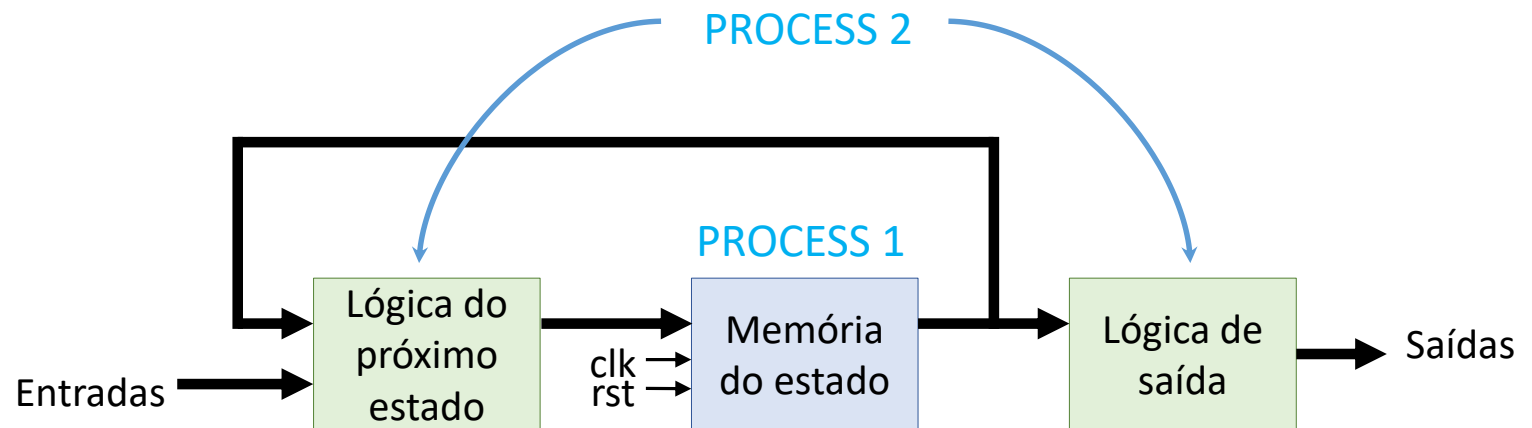 PROCESS 2
PROCESS 1
Entradas
Lógica do
próximo
estado
clk
rst
Memória
do estado
Lógica de
saída
Saídas